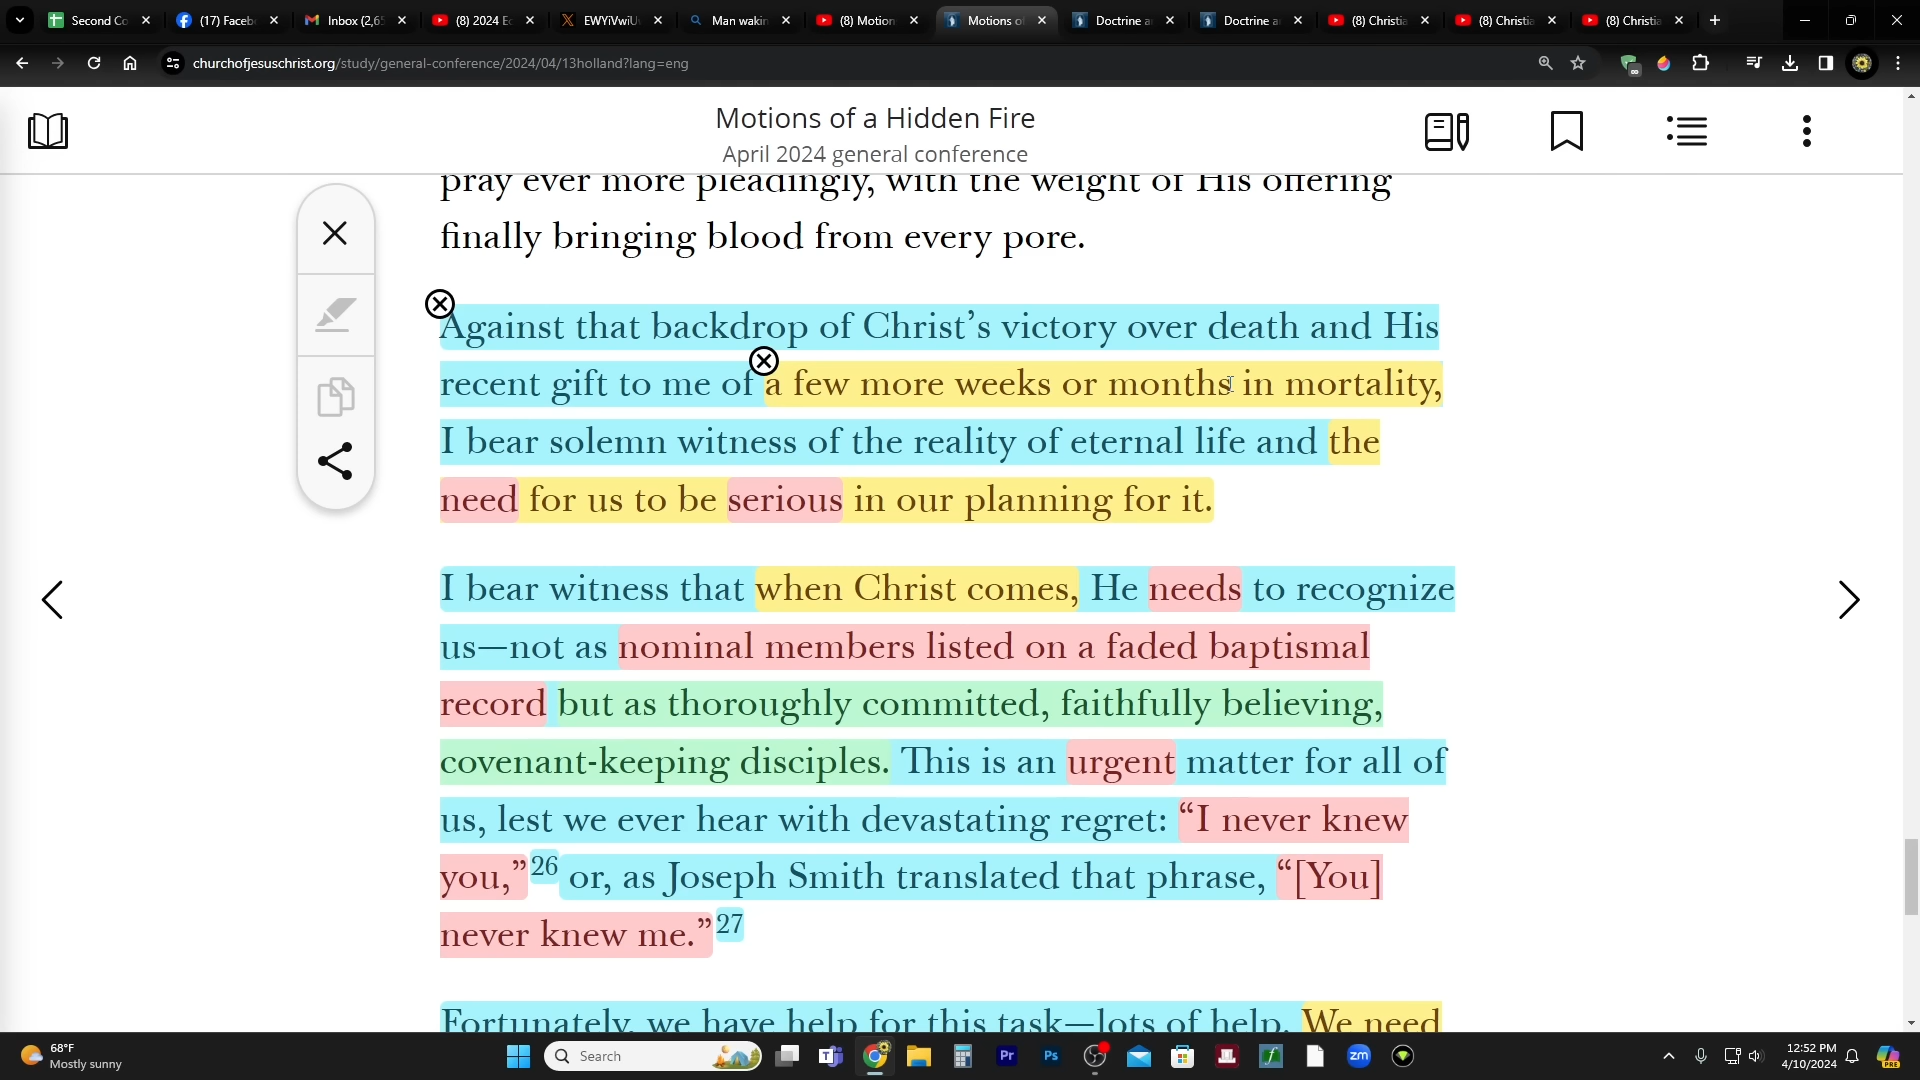 Second Co
(17) Faceb
Inbox (2,6
(8) 2024 E
EWYiVwiU
Man wakin
(8) Motion
Motions o
Doctrine a
Doctrine a
(8) Christia
(8) Christia
(8) Christia
churchofjesuschrist.org/study/general-conference/2024/04/13holland?lang=eng
Motions of a Hidden Fire
April 2024 general conference
pray ever more pleadingly, with the weight of His offering
finally bringing blood from every pore.
Against that backdrop of Christ’s victory over death and His
recent gift to me of a few more weeks or months in mortality,
I bear solemn witness of the reality of eternal life and the
need for us to be serious in our planning for it.
I bear witness that when Christ comes, He needs to recognize
us—not as nominal members listed on a faded baptismal
record but as thoroughly committed, faithfully believing,
covenant-keeping disciples. This is an urgent matter for all of
us, lest we ever hear with devastating regret: “I never knew
you,”26 or, as Joseph Smith translated that phrase, “[You]
never knew me.”27
Fortunately, we have help for this task—lots of help. We need
68°F
Mostly sunny
Search
Pr
Ps
zm
PRE
12:52 PM
4/10/2024